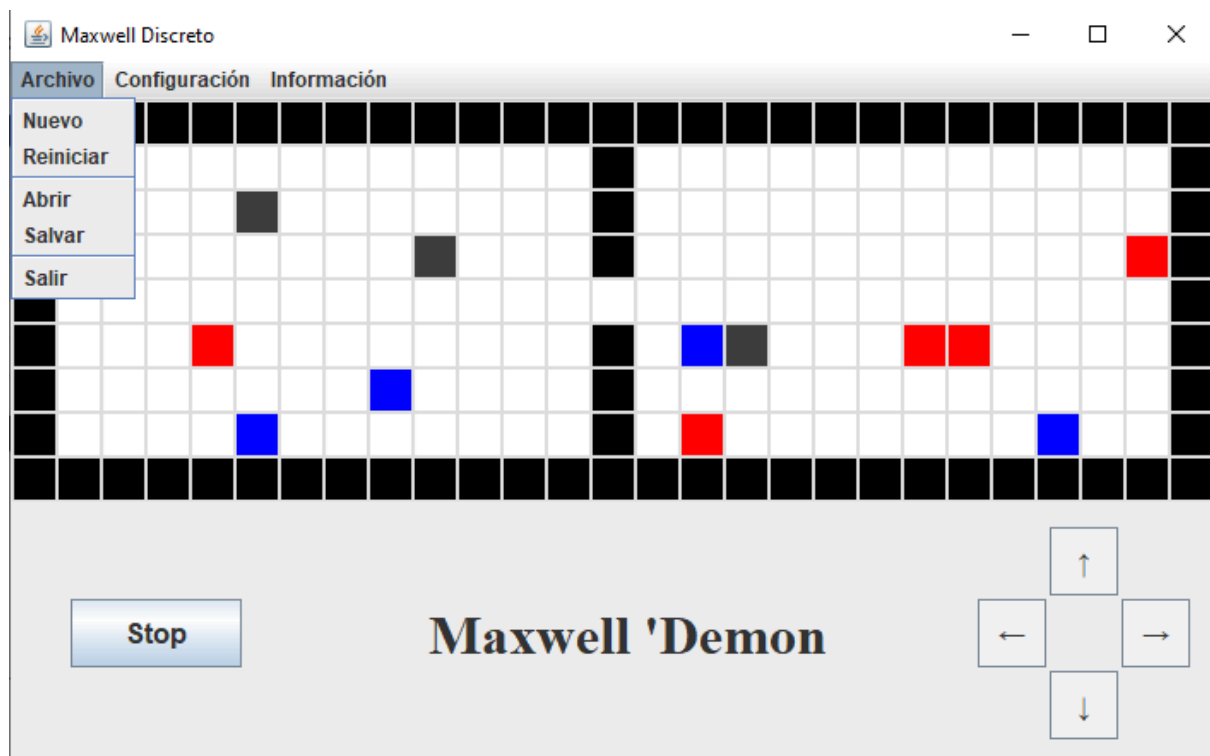 Maxwell Discreto
Archivo Configuración Información
Nuevo
Reiniciar
Abrir
Salvar
Salir
↑
Stop Maxwell 'Demon ← →
↓